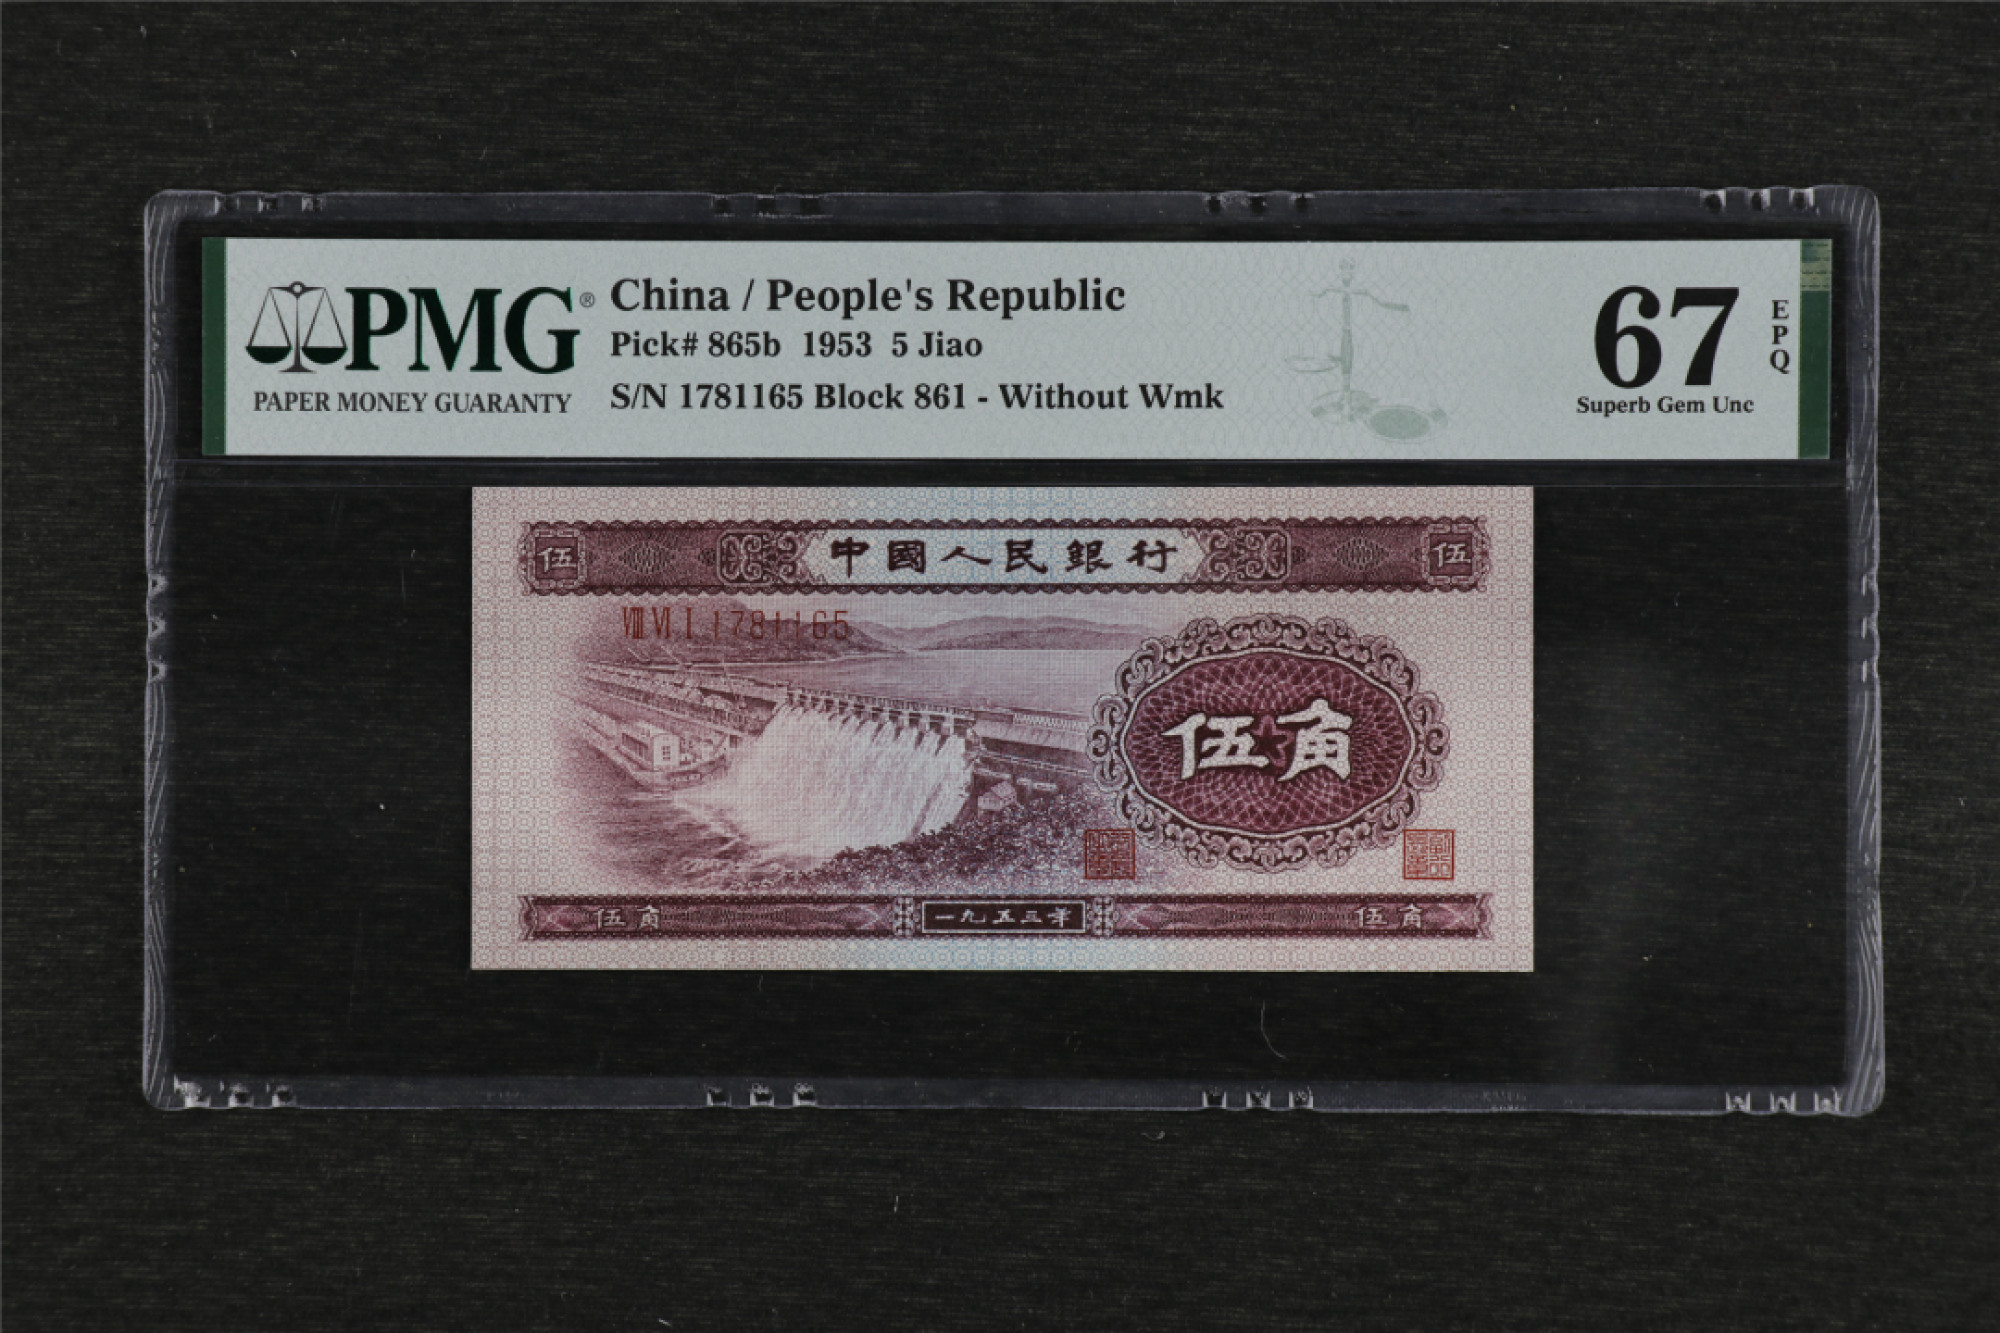 PMG®
PAPER MONEY GUARANTY
China / People's Republic
Pick# 865b 1953 5 Jiao
S/N 1781165 Block 861 - Without Wmk
67
EPQ
Superb Gem Unc
伍 中國人民銀行 伍
VIII VI I 1781165
伍角
伍角 一九五三年 伍角